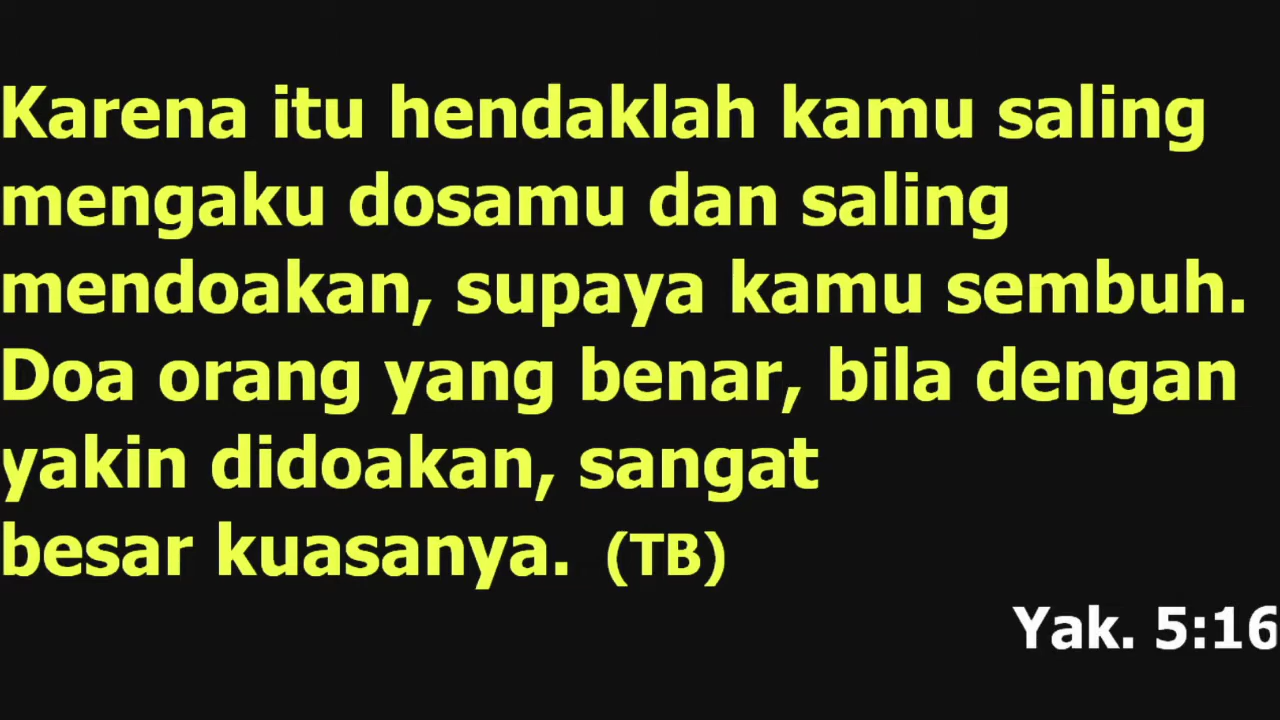 Karena itu hendaklah kamu saling
mengaku dosamu dan saling
mendoakan, supaya kamu sembuh.
Doa orang yang benar, bila dengan
yakin didoakan, sangat
besar kuasanya. (TB)
Yak. 5:16